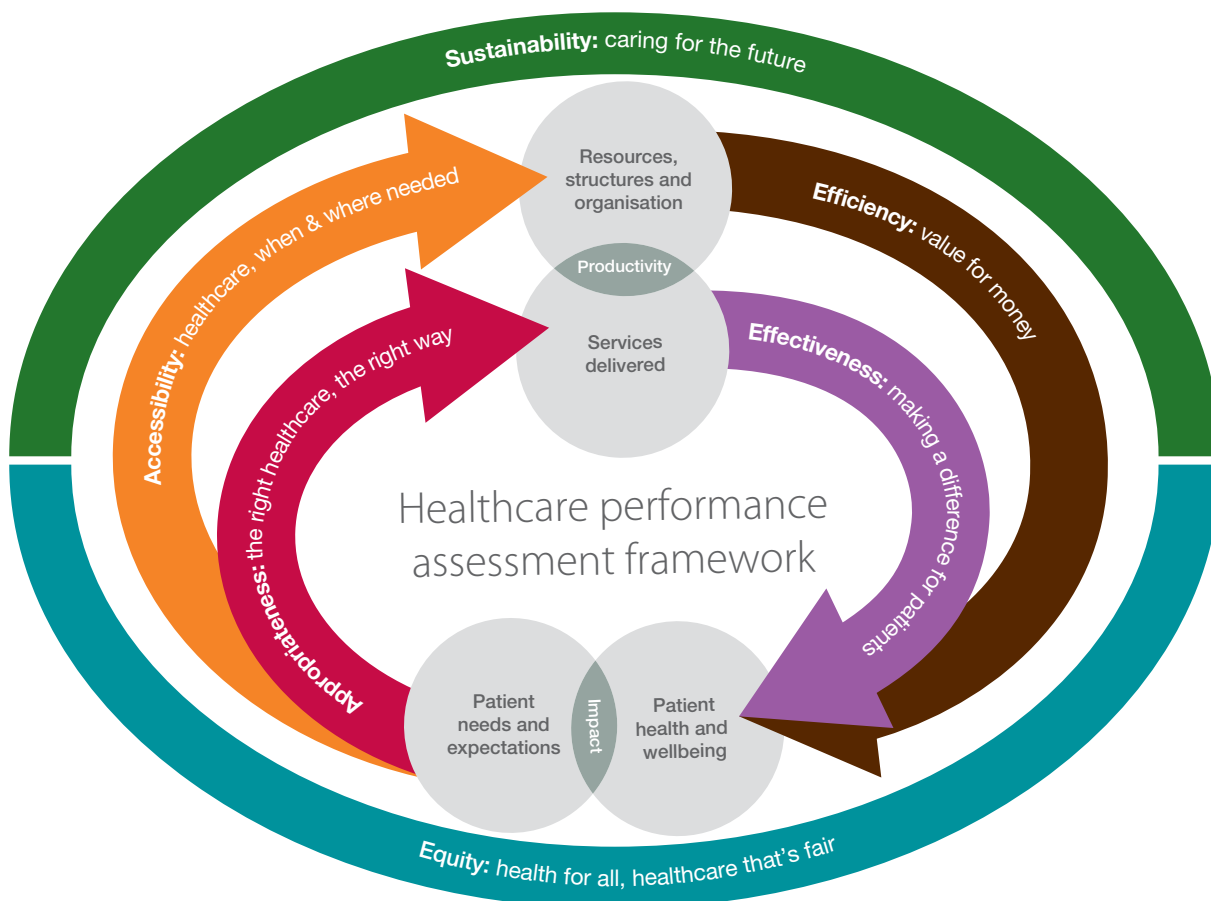 Sustainability: caring for the future
Resources,
structures and
organisation
Accessibility: healthcare, when & where needed
Efficiency: value for money
Productivity
Services
delivered
Appropriateness: the right healthcare, the right way
Effectiveness: making a difference for patients
Healthcare performance
assessment framework
Patient
needs and
expectations
Impact
Patient
health and
wellbeing
Equity: health for all, healthcare that's fair